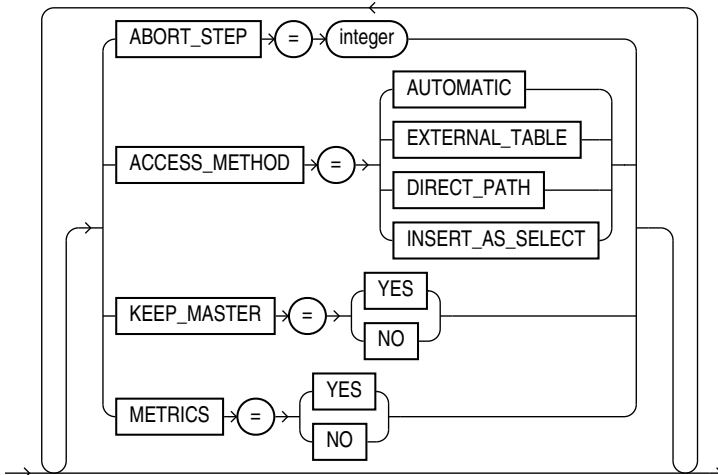 ABORT_STEP = integer
AUTOMATIC
EXTERNAL_TABLE
ACCESS_METHOD =
DIRECT_PATH
INSERT_AS_SELECT
YES
KEEP_MASTER =
NO
YES
METRICS =
NO